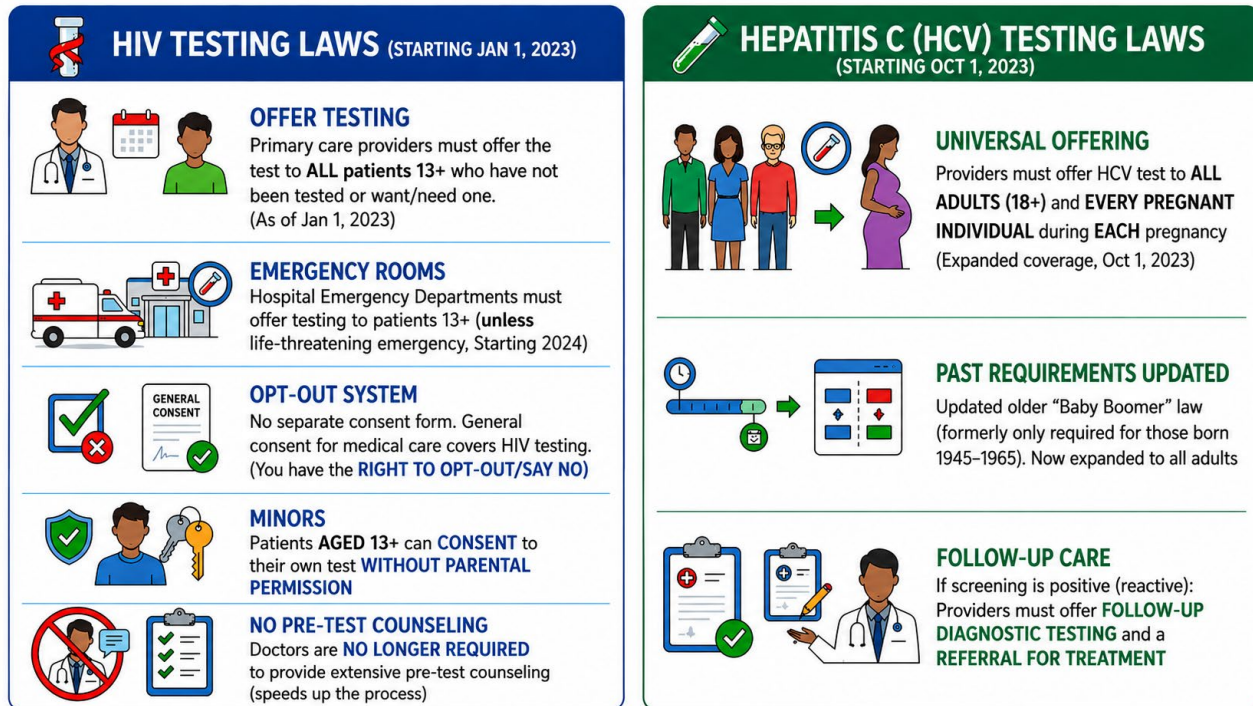 HIV TESTING LAWS (STARTING JAN 1, 2023)
OFFER TESTING
Primary care providers must offer the
test to ALL patients 13+ who have not
been tested or want/need one.
(As of Jan 1, 2023)
EMERGENCY ROOMS
Hospital Emergency Departments must
offer testing to patients 13+ (unless
life-threatening emergency, Starting 2024)
GENERAL
CONSENT
OPT-OUT SYSTEM
No separate consent form. General
consent for medical care covers HIV testing.
(You have the RIGHT TO OPT-OUT/SAY NO)
MINORS
Patients AGED 13+ can CONSENT to
their own test WITHOUT PARENTAL
PERMISSION
NO PRE-TEST COUNSELING
Doctors are NO LONGER REQUIRED
to provide extensive pre-test counseling
(speeds up the process)
HEPATITIS C (HCV) TESTING LAWS
(STARTING OCT 1, 2023)
UNIVERSAL OFFERING
Providers must offer HCV test to ALL
ADULTS (18+) and EVERY PREGNANT
INDIVIDUAL during EACH pregnancy
(Expanded coverage, Oct 1, 2023)
PAST REQUIREMENTS UPDATED
Updated older “Baby Boomer” law
(formerly only required for those born
1945–1965). Now expanded to all adults
FOLLOW-UP CARE
If screening is positive (reactive):
Providers must offer FOLLOW-UP
DIAGNOSTIC TESTING and a
REFERRAL FOR TREATMENT